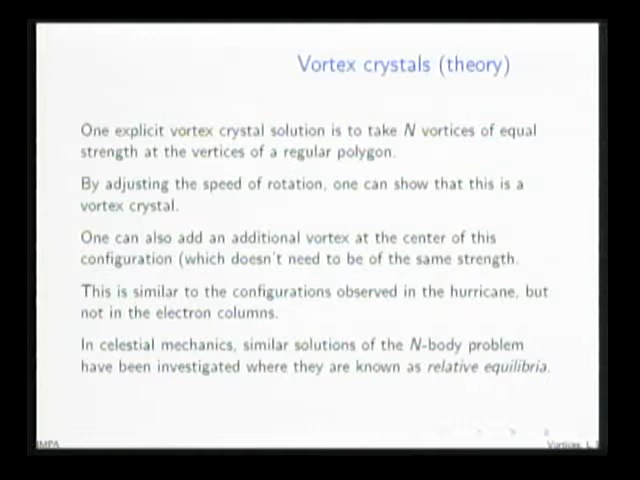 Vortex crystals (theory)
One explicit vortex crystal solution is to take N vortices of equal
strength at the vertices of a regular polygon.
By adjusting the speed of rotation, one can show that this is a
vortex crystal.
One can also add an additional vortex at the center of this
configuration (which doesn't need to be of the same strength.
This is similar to the configurations observed in the hurricane, but
not in the electron columns.
In celestial mechanics, similar solutions of the N-body problem
have been investigated where they are known as relative equilibria.
IMPA
Vortices, L